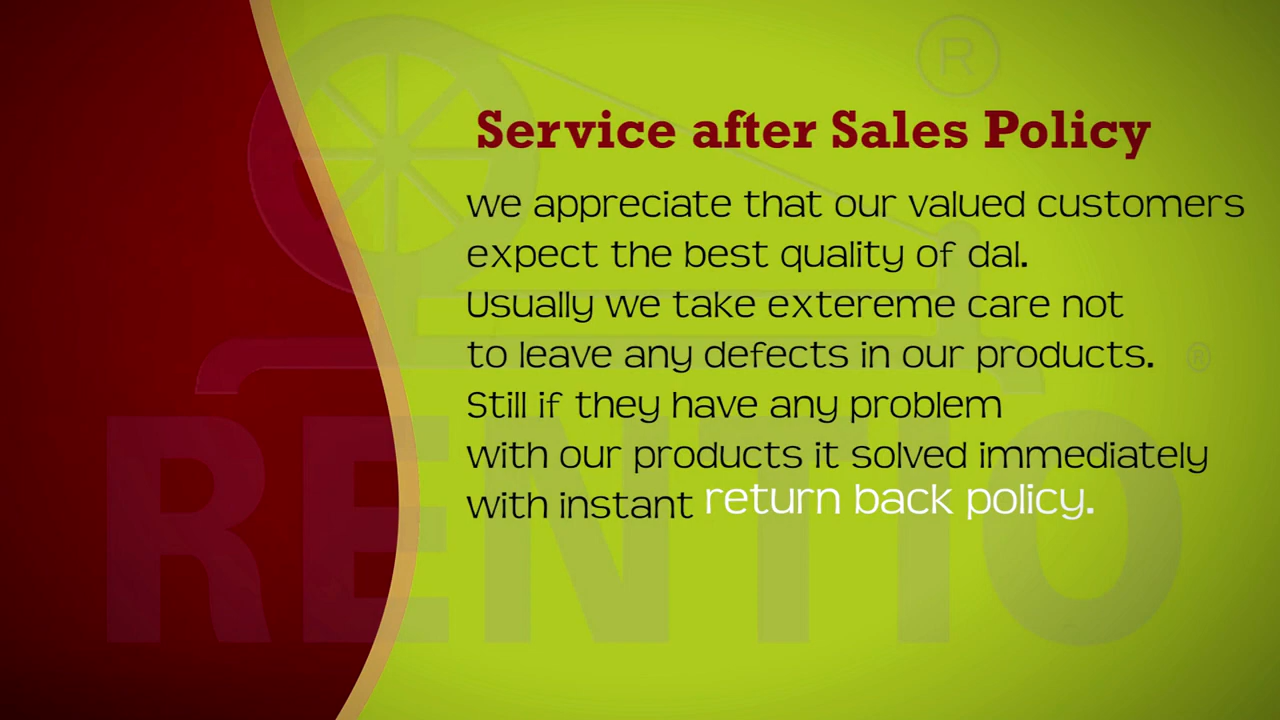 ®
Service after Sales Policy
we appreciate that our valued customers
expect the best quality of dal.
Usually we take extereme care not
to leave any defects in our products.
®
Still if they have any problem
with our products it solved immediately
with instant return back policy.
RENTIO